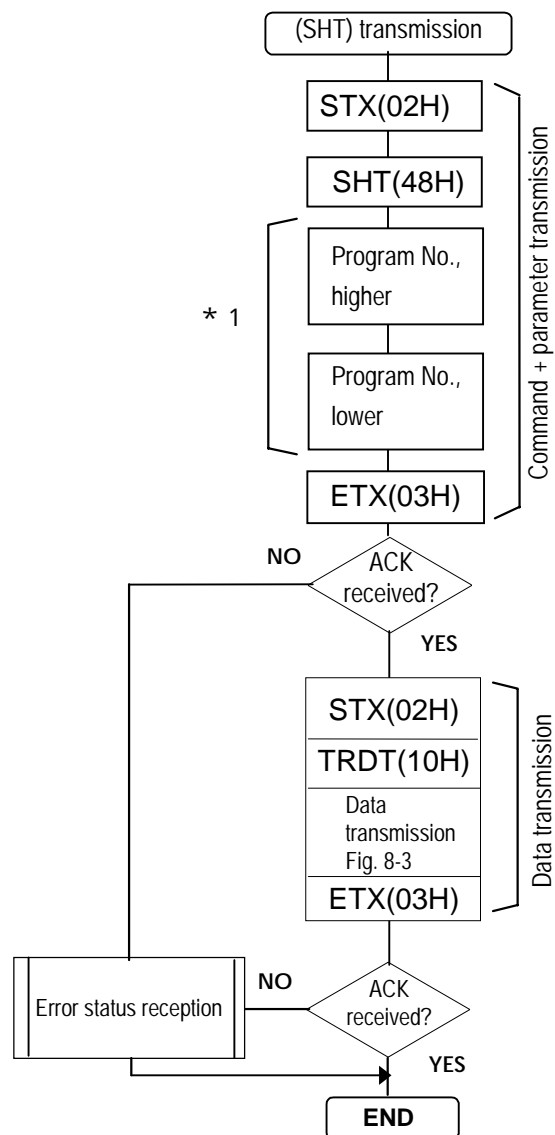 (SHT) transmission
STX(02H)
SHT(48H)
Program No.,
higher
* 1
Program No.,
lower
ETX(03H)
Command + parameter transmission
NO
ACK
received?
YES
STX(02H)
TRDT(10H)
Data
transmission
Fig. 8-3
ETX(03H)
Data transmission
Error status reception
NO
ACK
received?
YES
END